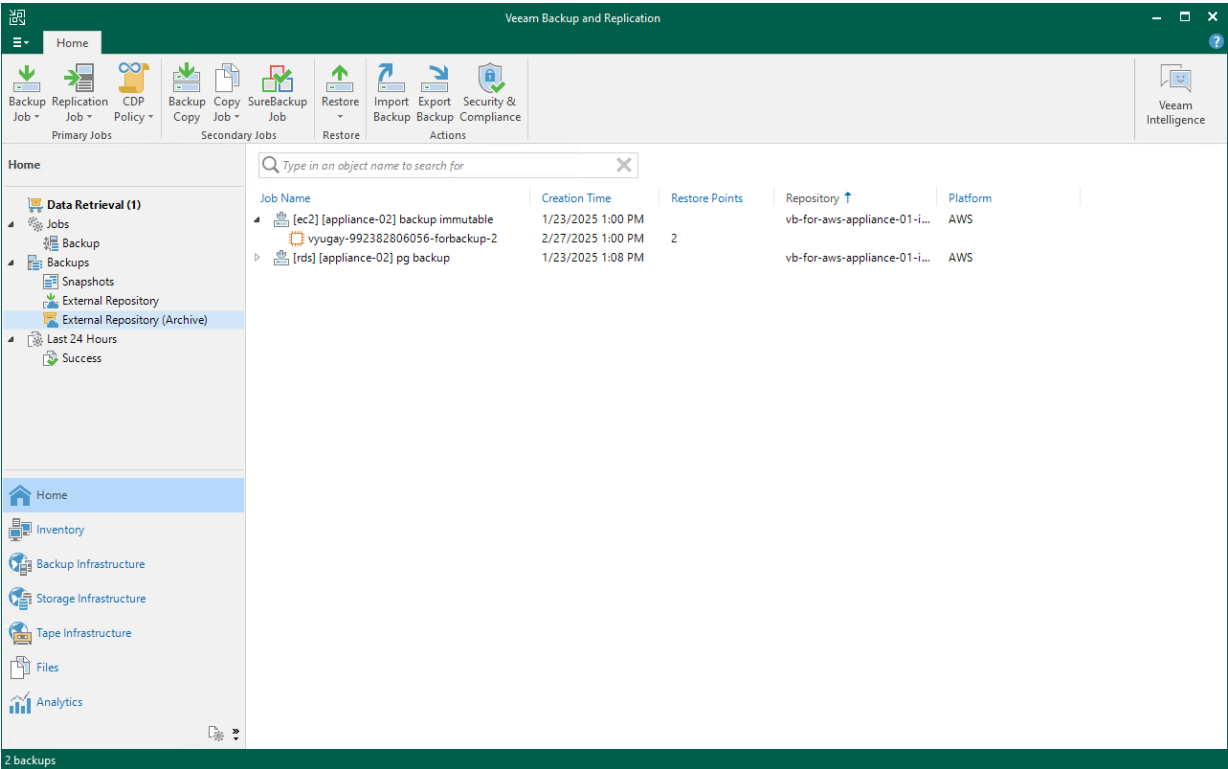 Veeam Backup and Replication
Home
Backup Job
Replication Job
CDP Policy
Primary Jobs
Backup Copy
Copy Job
SureBackup Job
Secondary Jobs
Restore
Restore
Import Backup
Export Backup
Security & Compliance
Actions
Veeam Intelligence
Home
Data Retrieval (1)
Jobs
Backup
Backups
Snapshots
External Repository
External Repository (Archive)
Last 24 Hours
Success
Type in an object name to search for
Job Name Creation Time Restore Points Repository Platform
[ec2] [appliance-02] backup immutable 1/23/2025 1:00 PM vb-for-aws-appliance-01-i... AWS
vyugay-992382806056-forbackup-2 2/27/2025 1:00 PM 2
[rds] [appliance-02] pg backup 1/23/2025 1:08 PM vb-for-aws-appliance-01-i... AWS
Home
Inventory
Backup Infrastructure
Storage Infrastructure
Tape Infrastructure
Files
Analytics
2 backups